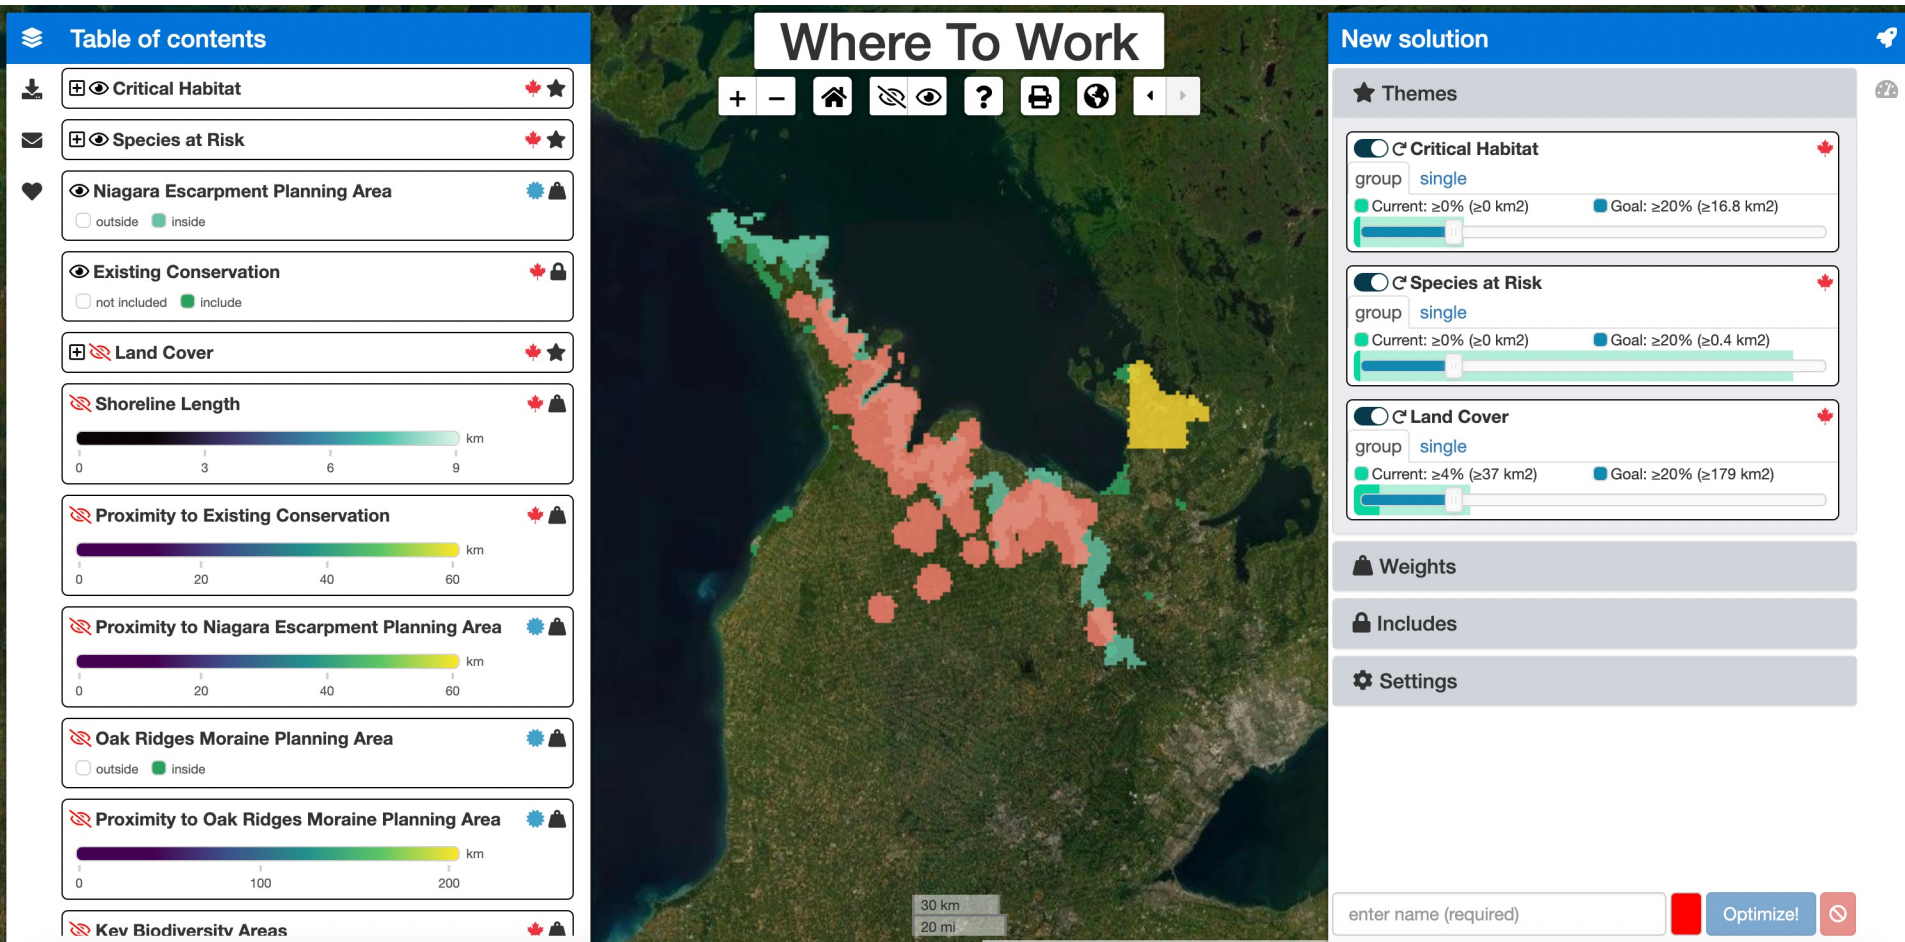 Table of contents
Critical Habitat
Species at Risk
Niagara Escarpment Planning Area
outside inside
Existing Conservation
not included include
Land Cover
Shoreline Length
km
0 3 6 9
Proximity to Existing Conservation
km
0 20 40 60
Proximity to Niagara Escarpment Planning Area
km
0 20 40 60
Oak Ridges Moraine Planning Area
outside inside
Proximity to Oak Ridges Moraine Planning Area
km
0 100 200
Key Biodiversity Areas
Where To Work
+ − ?
30 km
20 mi
New solution
Themes
Critical Habitat
group single
Current: ≥0% (≥0 km2) Goal: ≥20% (≥16.8 km2)
Species at Risk
group single
Current: ≥0% (≥0 km2) Goal: ≥20% (≥0.4 km2)
Land Cover
group single
Current: ≥4% (≥37 km2) Goal: ≥20% (≥179 km2)
Weights
Includes
Settings
enter name (required) Optimize!